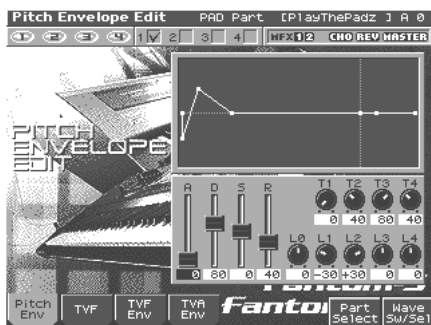 Pitch Envelope Edit PAD Part [PlayThePadz ] A 0
1 2 3 4 1 2 3 4 MFX 1 2 CHO REV MASTER
PITCH
ENVELOPE
EDIT
A D S R T1 T2 T3 T4
0 40 80 40
L0 L1 L2 L3 L4
0 80 0 40 0 -30 +30 0 0
Fantom-S
Pitch Env TVF TVF Env TVA Env Fantom Part Select Wave Sw/Sel